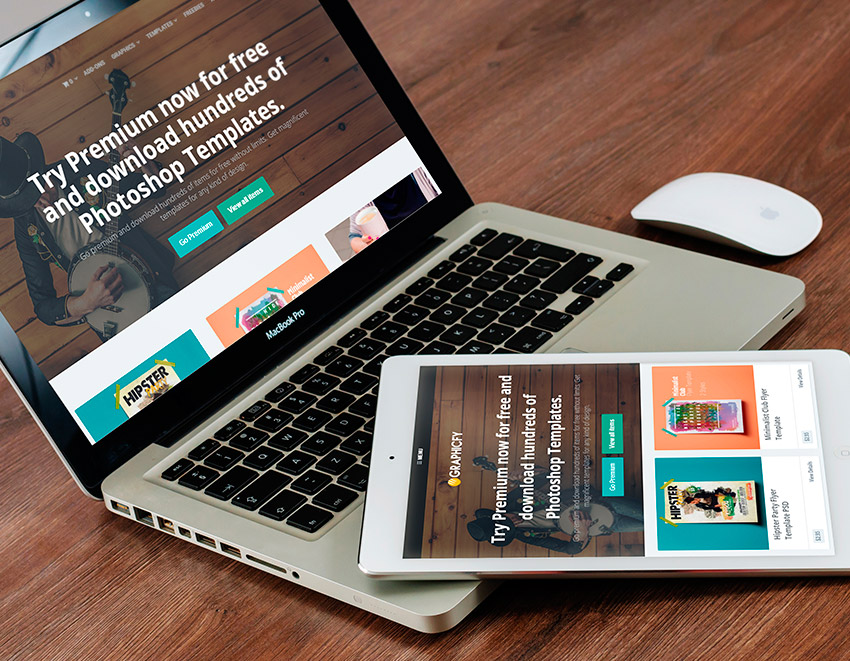 0
ADD-ONS
GRAPHICS
TEMPLATES
FREEBIES
Try Premium now for free
and download hundreds of
Photoshop Templates.
Go premium and download hundreds of items for free without limits. Get magnificent
templates for any kind of design.
Go Premium
View all items
HIPSTER
Minimalist
Club
MacBook Pro
MENU
GRAPHICFY
Try Premium now for free and
download hundreds of
Photoshop Templates.
Go premium and download hundreds of items for free without limits. Get
magnificent templates for any kind of design.
Go Premium
View all items
HIPSTER
Hipster Party Flyer
Template PSD
View Details
Minimalist
Club
Minimalist Club Flyer
Template
View Details